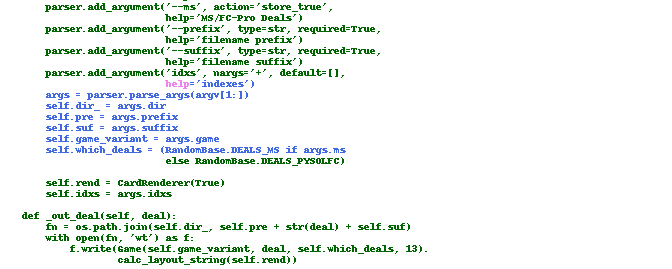 parser.add_argument('--ms', action='store_true',
help='MS/FC-Pro Deals')
parser.add_argument('--prefix', type=str, required=True,
help='filename prefix')
parser.add_argument('--suffix', type=str, required=True,
help='filename suffix')
parser.add_argument('idxs', nargs='+', default=[],
help='indexes')
args = parser.parse_args(argv[1:])
self.dir_ = args.dir
self.pre = args.prefix
self.suf = args.suffix
self.game_variant = args.game
self.which_deals = (RandomBase.DEALS_MS if args.ms
else RandomBase.DEALS_PYSOLFC)
self.rend = CardRenderer(True)
self.idxs = args.idxs
def _out_deal(self, deal):
fn = os.path.join(self.dir_, self.pre + str(deal) + self.suf)
with open(fn, 'wt') as f:
f.write(Game(self.game_variant, deal, self.which_deals, 13).
calc_layout_string(self.rend))